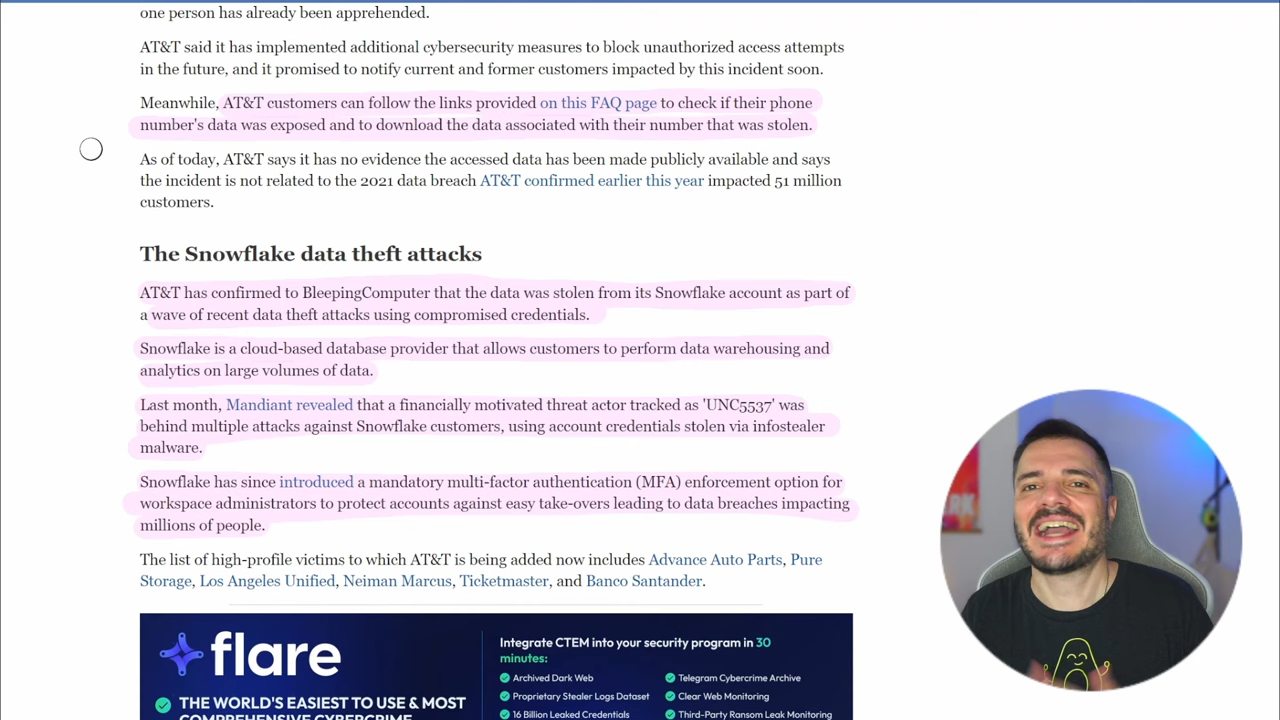 one person has already been apprehended.
AT&T said it has implemented additional cybersecurity measures to block unauthorized access attempts
in the future, and it promised to notify current and former customers impacted by this incident soon.
Meanwhile, AT&T customers can follow the links provided on this FAQ page to check if their phone
number's data was exposed and to download the data associated with their number that was stolen.
As of today, AT&T says it has no evidence the accessed data has been made publicly available and says
the incident is not related to the 2021 data breach AT&T confirmed earlier this year impacted 51 million
customers.
The Snowflake data theft attacks
AT&T has confirmed to BleepingComputer that the data was stolen from its Snowflake account as part of
a wave of recent data theft attacks using compromised credentials.
Snowflake is a cloud-based database provider that allows customers to perform data warehousing and
analytics on large volumes of data.
Last month, Mandiant revealed that a financially motivated threat actor tracked as 'UNC5537' was
behind multiple attacks against Snowflake customers, using account credentials stolen via infostealer
malware.
Snowflake has since introduced a mandatory multi-factor authentication (MFA) enforcement option for
workspace administrators to protect accounts against easy take-overs leading to data breaches impacting
millions of people.
The list of high-profile victims to which AT&T is being added now includes Advance Auto Parts, Pure
Storage, Los Angeles Unified, Neiman Marcus, Ticketmaster, and Banco Santander.
flare
THE WORLD'S EASIEST TO USE & MOST
COMPREHENSIVE CYBERCRIME
Integrate CTEM into your security program in 30
minutes:
Archived Dark Web
Telegram Cybercrime Archive
Proprietary Stealer Logs Dataset
Clear Web Monitoring
16 Billion Leaked Credentials
Third-Party Ransom Leak Monitoring